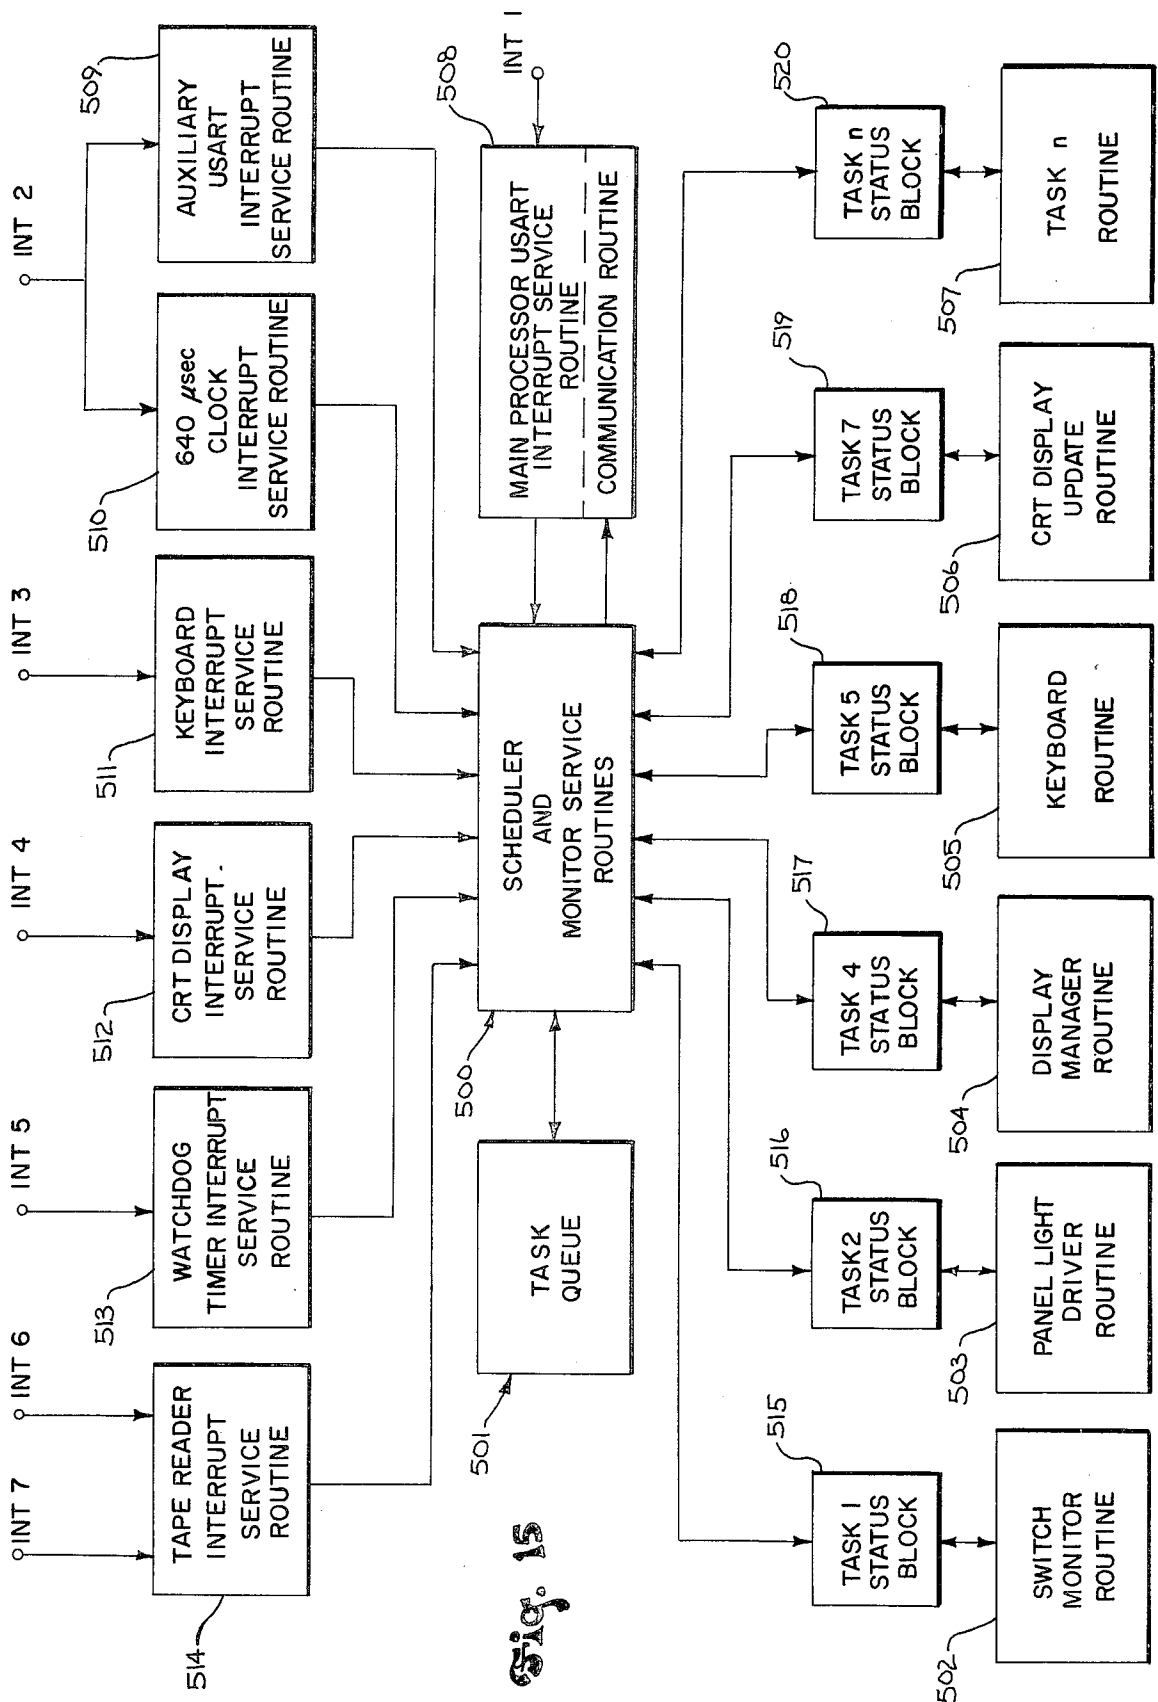 INT 7
INT 6
INT 5
INT 4
INT 3
INT 2
TAPE READER
INTERRUPT
SERVICE
ROUTINE
514
WATCHDOG
TIMER INTERRUPT
SERVICE
ROUTINE.
513
CRT DISPLAY
INTERRUPT.
SERVICE
ROUTINE
512
KEYBOARD
INTERRUPT
SERVICE
ROUTINE
511
640 μsec
CLOCK
INTERRUPT
SERVICE ROUTINE
510
AUXILIARY
USART
INTERRUPT
SERVICE ROUTINE
509
TASK
QUEUE
501
SCHEDULER
AND
MONITOR SERVICE
ROUTINES
500
MAIN PROCESSOR USART
INTERRUPT SERVICE
ROUTINE
COMMUNICATION ROUTINE
508
INT 1
Fig. 15
TASK 1
STATUS
BLOCK
515
TASK 2
STATUS
BLOCK
516
TASK 4
STATUS
BLOCK
517
TASK 5
STATUS
BLOCK
518
TASK 7
STATUS
BLOCK
519
TASK n
STATUS
BLOCK
520
SWITCH
MONITOR
ROUTINE
502
PANEL LIGHT
DRIVER
ROUTINE
503
DISPLAY
MANAGER
ROUTINE
504
KEYBOARD
ROUTINE
505
CRT DISPLAY
UPDATE
ROUTINE
506
TASK n
ROUTINE
507